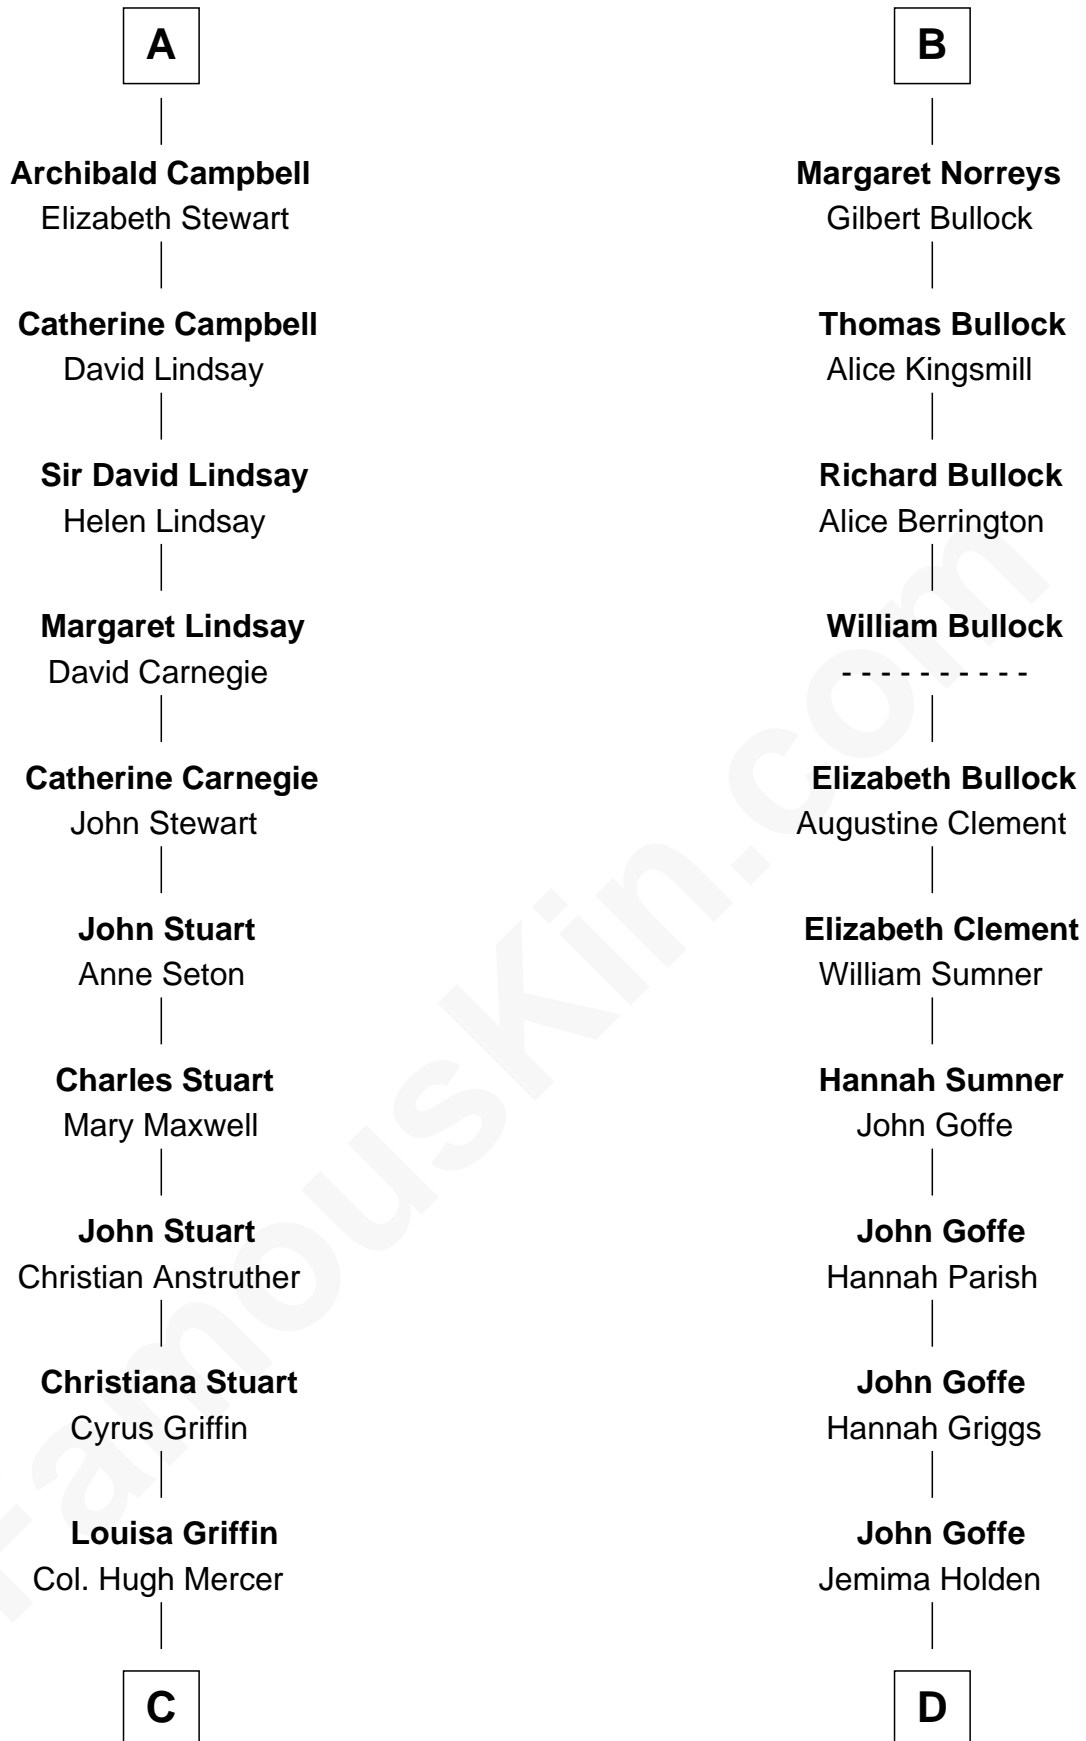 A
Archibald Campbell
Elizabeth Stewart
Catherine Campbell
David Lindsay
Sir David Lindsay
Helen Lindsay
Margaret Lindsay
David Carnegie
Catherine Carnegie
John Stewart
John Stuart
Anne Seton
Charles Stuart
Mary Maxwell
John Stuart
Christian Anstruther
Christiana Stuart
Cyrus Griffin
Louisa Griffin
Col. Hugh Mercer
C
B
Margaret Norreys
Gilbert Bullock
Thomas Bullock
Alice Kingsmill
Richard Bullock
Alice Berrington
William Bullock
- - - - - - - - - -
Elizabeth Bullock
Augustine Clement
Elizabeth Clement
William Sumner
Hannah Sumner
John Goffe
John Goffe
Hannah Parish
John Goffe
Hannah Griggs
John Goffe
Jemima Holden
D
FamousKin.com